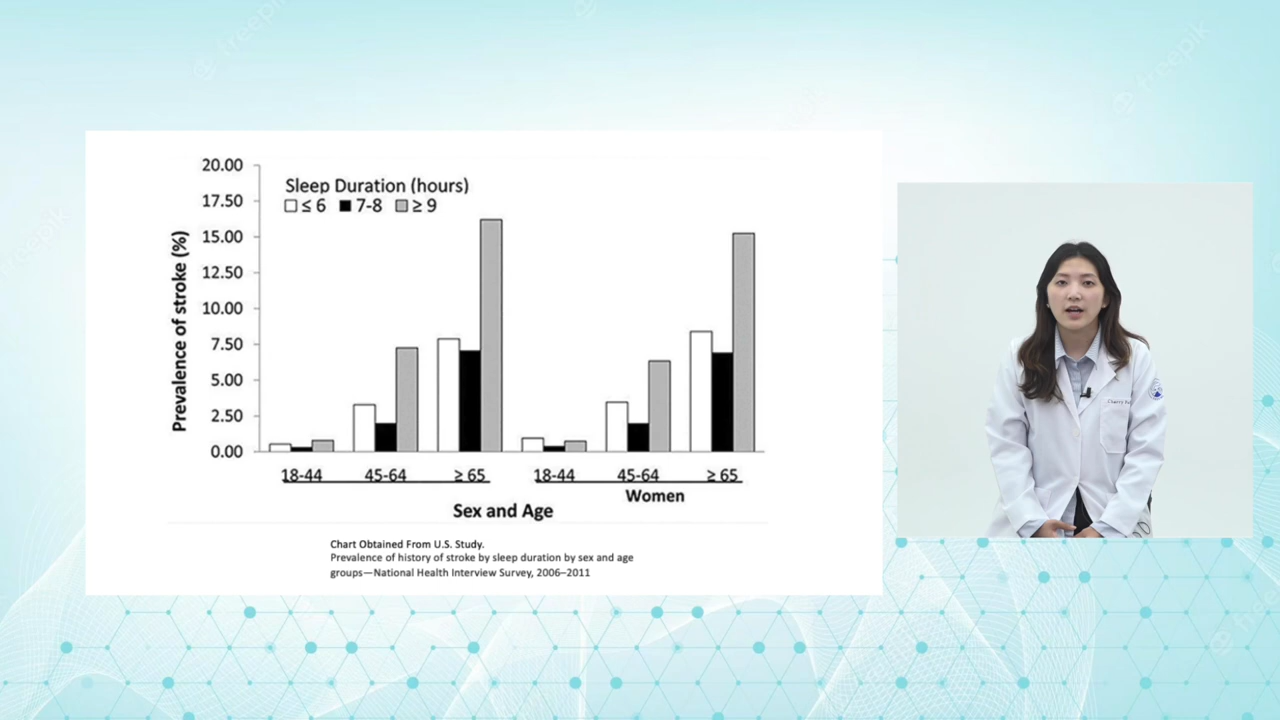 20.00
17.50
15.00
12.50
10.00
7.50
5.00
2.50
0.00
Prevalence of stroke (%)
Sleep Duration (hours)
≤ 6 7-8 ≥ 9
18-44 45-64 ≥ 65 18-44 45-64 ≥ 65
Women
Sex and Age
Chart Obtained From U.S. Study.
Prevalence of history of stroke by sleep duration by sex and age
groups—National Health Interview Survey, 2006–2011
freepik
freepik